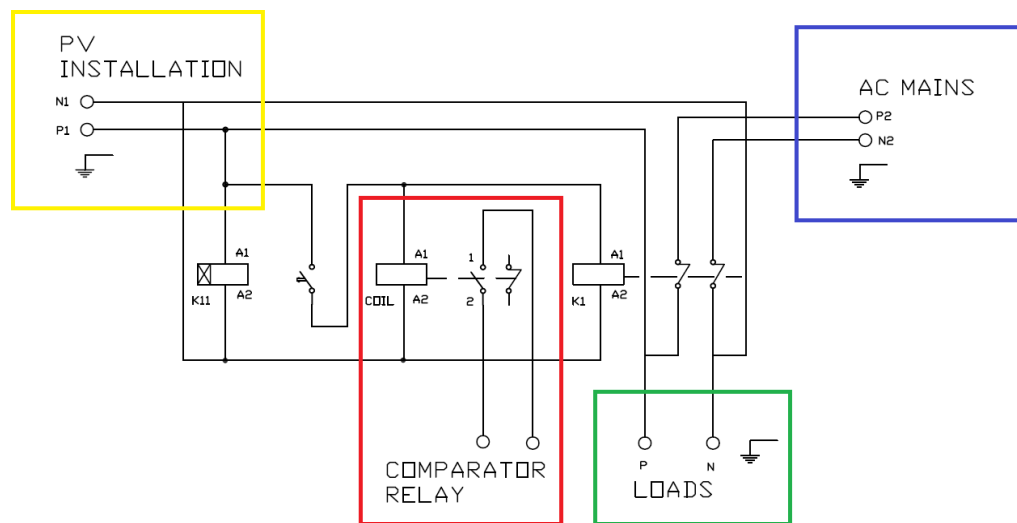 PV
INSTALLATION
N1
P1
AC MAINS
P2
N2
A1
A2
K11
A1
A2
COIL
1
2
A1
A2
K1
COMPARATOR
RELAY
P
N
LOADS